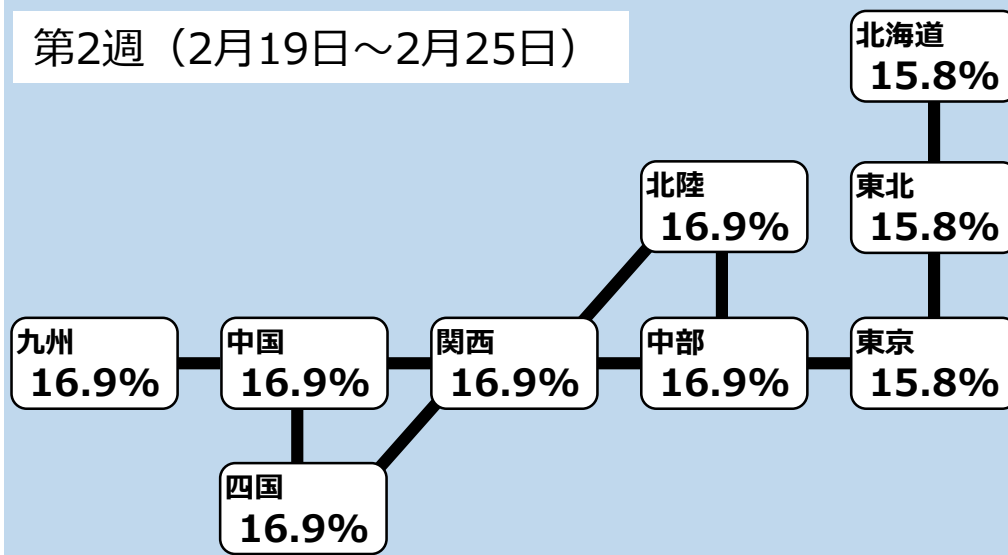 第2週（2月19日～2月25日）
北海道
15.8%
北陸
16.9%
東北
15.8%
九州
16.9%
中国
16.9%
関西
16.9%
中部
16.9%
東京
15.8%
四国
16.9%